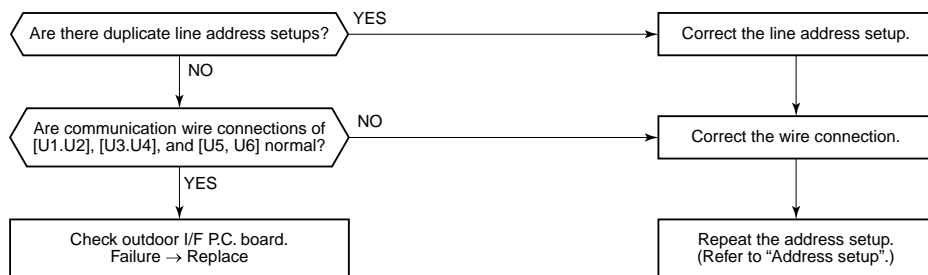 Are there duplicate line address setups?
YES
Correct the line address setup.
NO
Are communication wire connections of
[U1.U2], [U3.U4], and [U5, U6] normal?
NO
Correct the wire connection.
YES
Check outdoor I/F P.C. board.
Failure → Replace
Repeat the address setup.
(Refer to “Address setup”.)